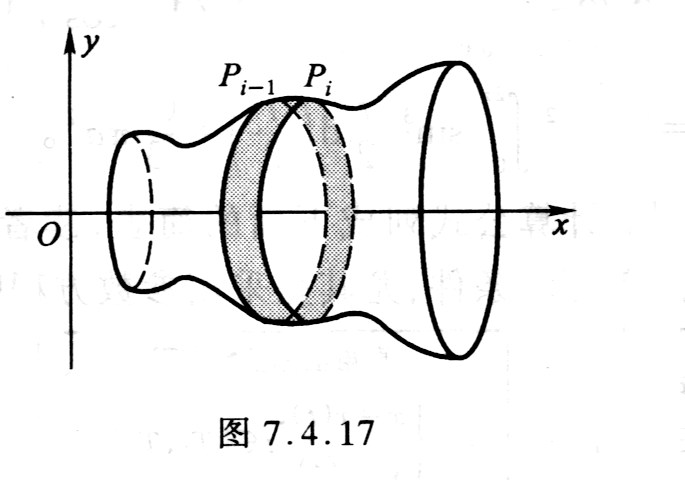 y
P_{i-1} P_i
O x
图 7.4.17